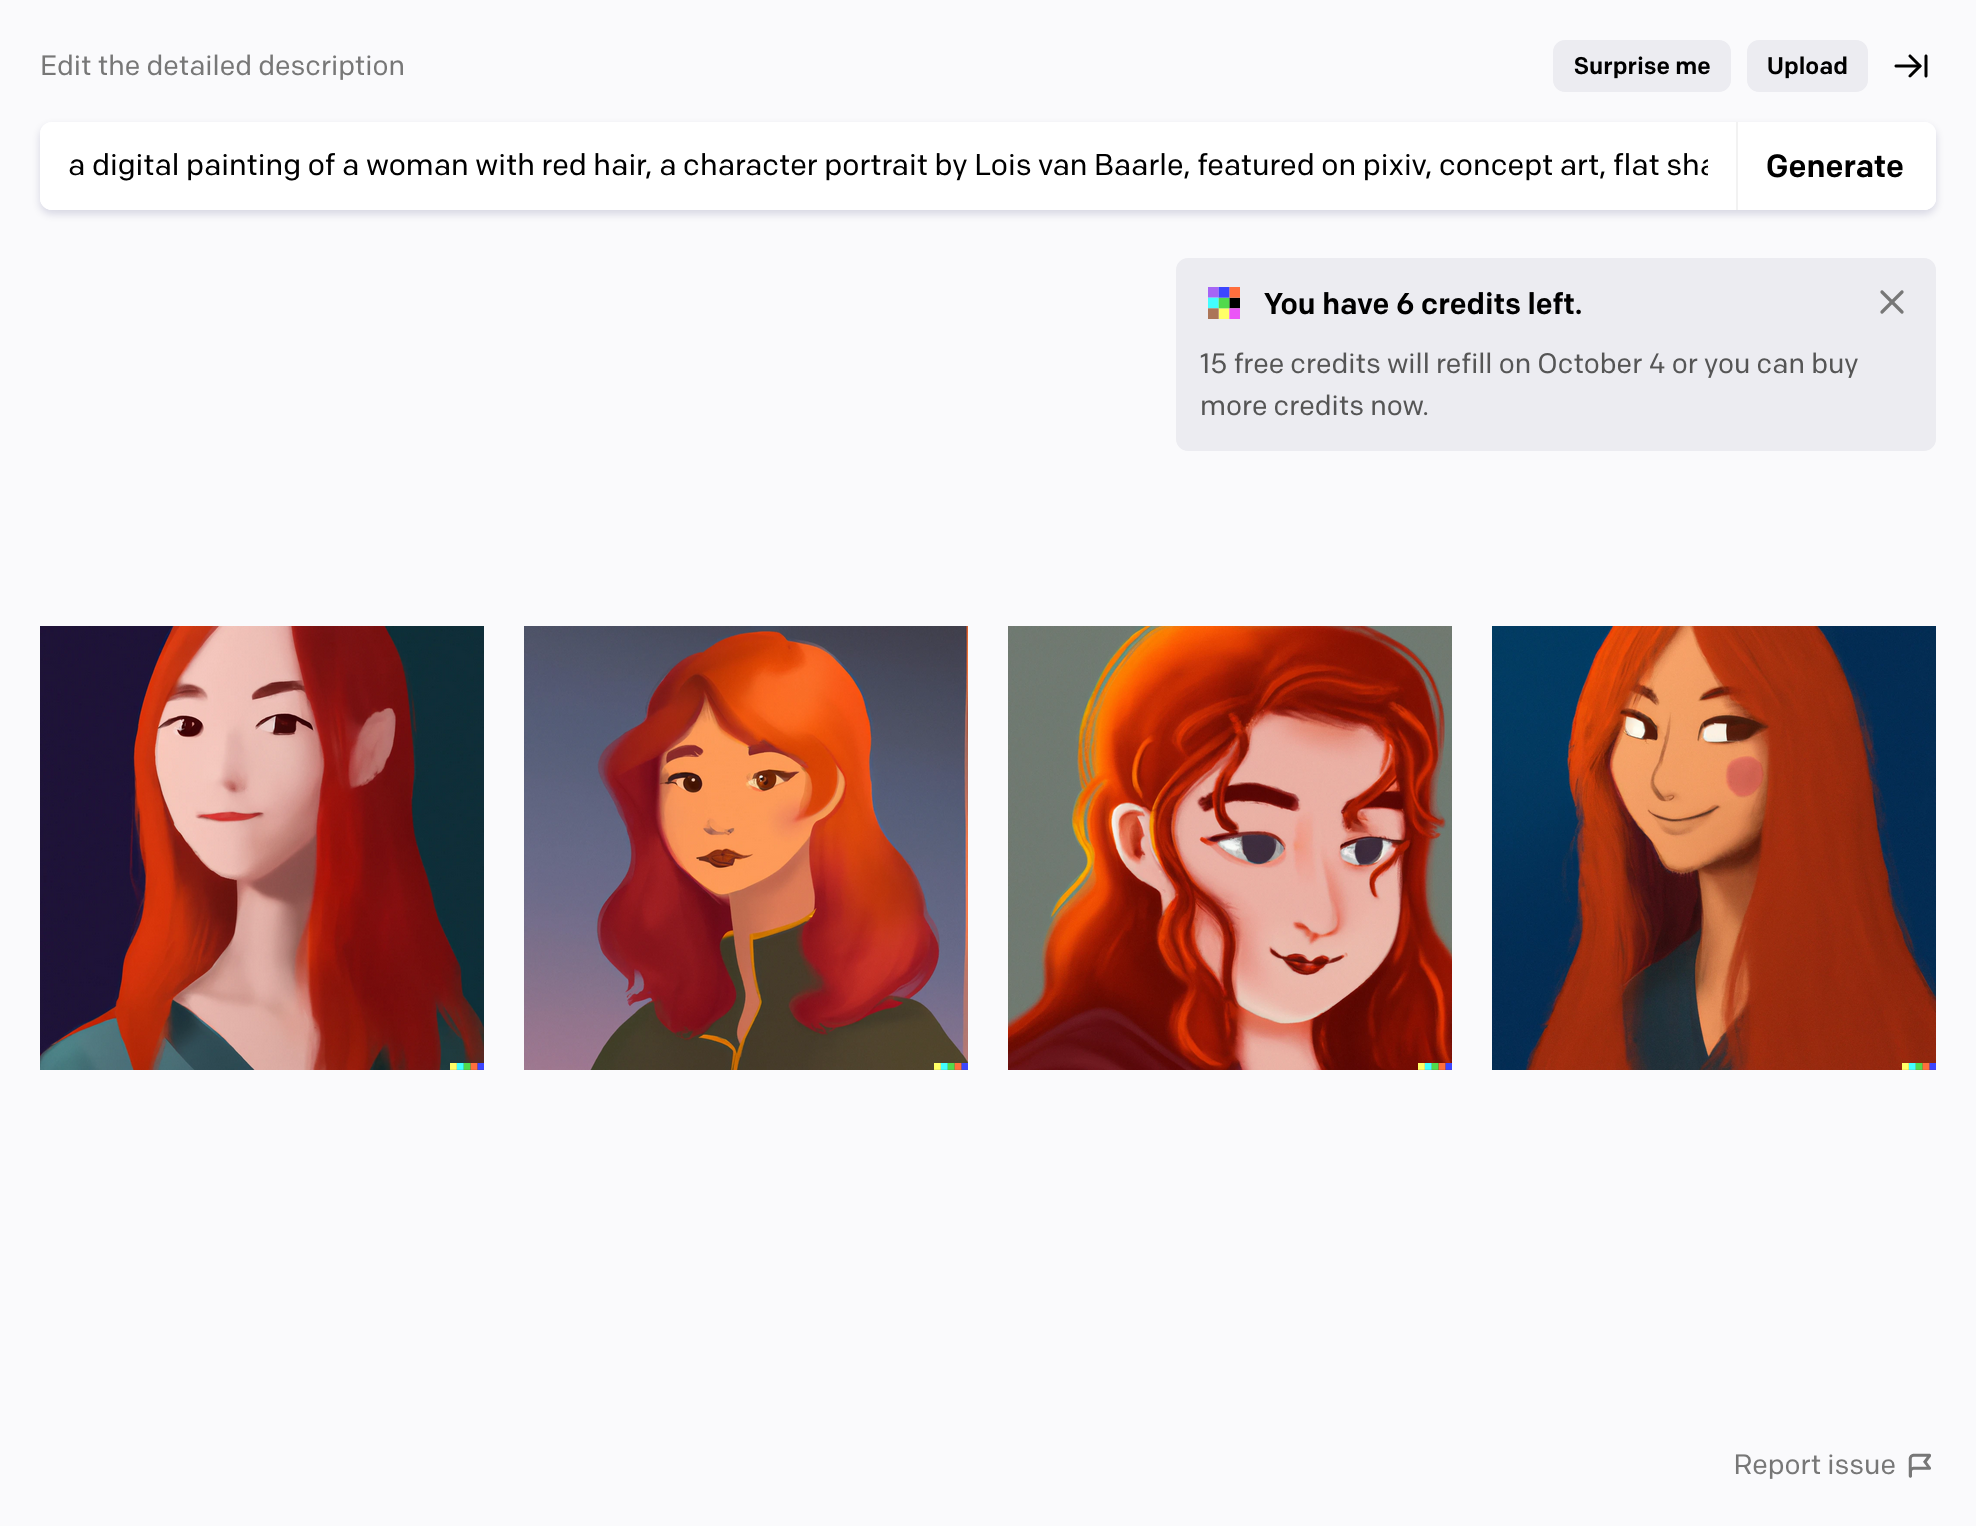 Edit the detailed description
Surprise me
Upload
a digital painting of a woman with red hair, a character portrait by Lois van Baarle, featured on pixiv, concept art, flat sha
Generate
You have 6 credits left.
15 free credits will refill on October 4 or you can buy
more credits now.
Report issue